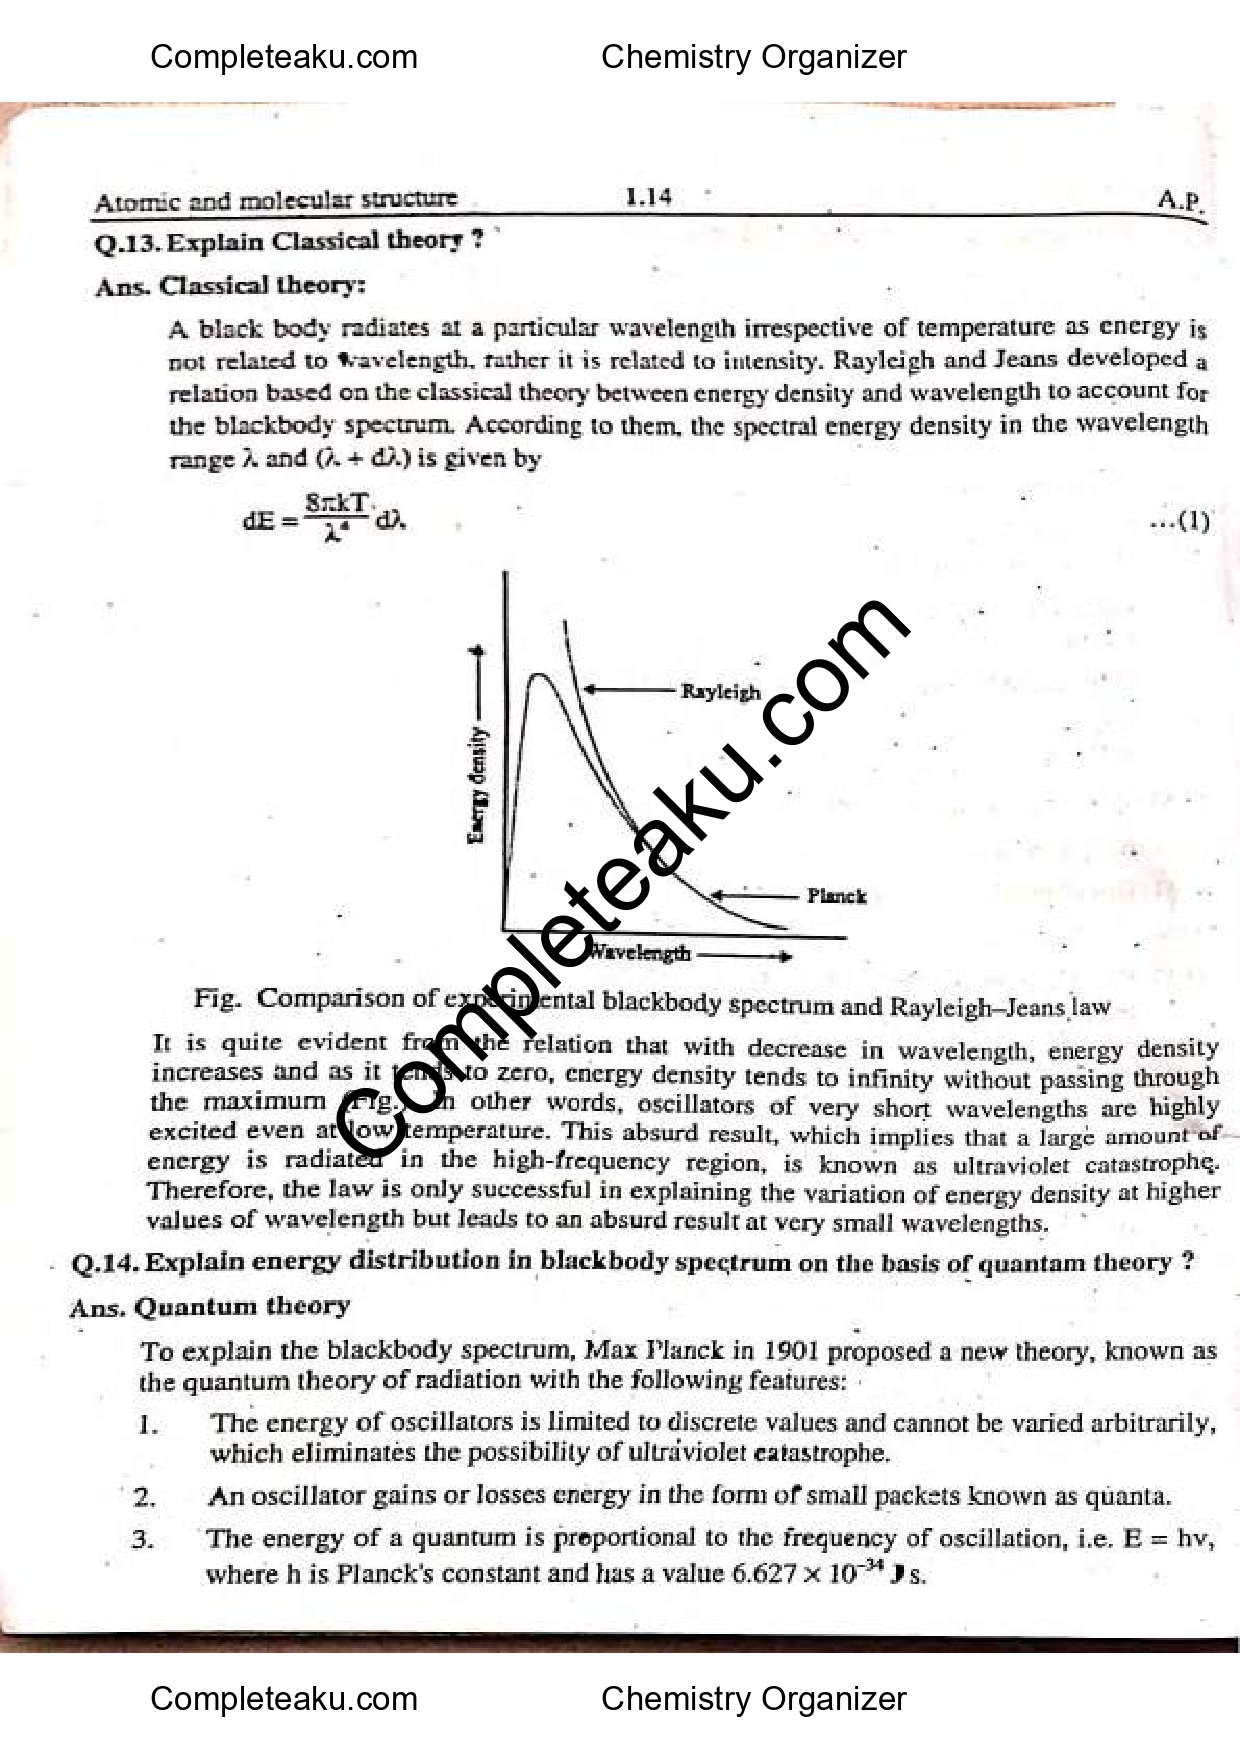 Completeaku.com Chemistry Organizer
Atomic and molecular structure 1.14 A.P.
Q.13. Explain Classical theory ?
Ans. Classical theory:
A black body radiates at a particular wavelength irrespective of temperature as energy is
not related to wavelength, rather it is related to intensity. Rayleigh and Jeans developed a
relation based on the classical theory between energy density and wavelength to account for
the blackbody spectrum. According to them, the spectral energy density in the wavelength
range λ and (λ + dλ) is given by
dE = 8πkT/λ⁴ dλ ...(1)
Energy density
Rayleigh
Planck
Wavelength
Completeaku.com
Fig. Comparison of experimental blackbody spectrum and Rayleigh–Jeans law
It is quite evident from the relation that with decrease in wavelength, energy density
increases and as it tends to zero, energy density tends to infinity without passing through
the maximum (Fig.). In other words, oscillators of very short wavelengths are highly
excited even at low temperature. This absurd result, which implies that a large amount of
energy is radiated in the high-frequency region, is known as ultraviolet catastrophe.
Therefore, the law is only successful in explaining the variation of energy density at higher
values of wavelength but leads to an absurd result at very small wavelengths.
Q.14. Explain energy distribution in blackbody spectrum on the basis of quantam theory ?
Ans. Quantum theory
To explain the blackbody spectrum, Max Planck in 1901 proposed a new theory, known as
the quantum theory of radiation with the following features:
1. The energy of oscillators is limited to discrete values and cannot be varied arbitrarily,
which eliminates the possibility of ultraviolet catastrophe.
2. An oscillator gains or losses energy in the form of small packets known as quanta.
3. The energy of a quantum is proportional to the frequency of oscillation, i.e. E = hν,
where h is Planck's constant and has a value 6.627 × 10⁻³⁴ J s.
Completeaku.com Chemistry Organizer